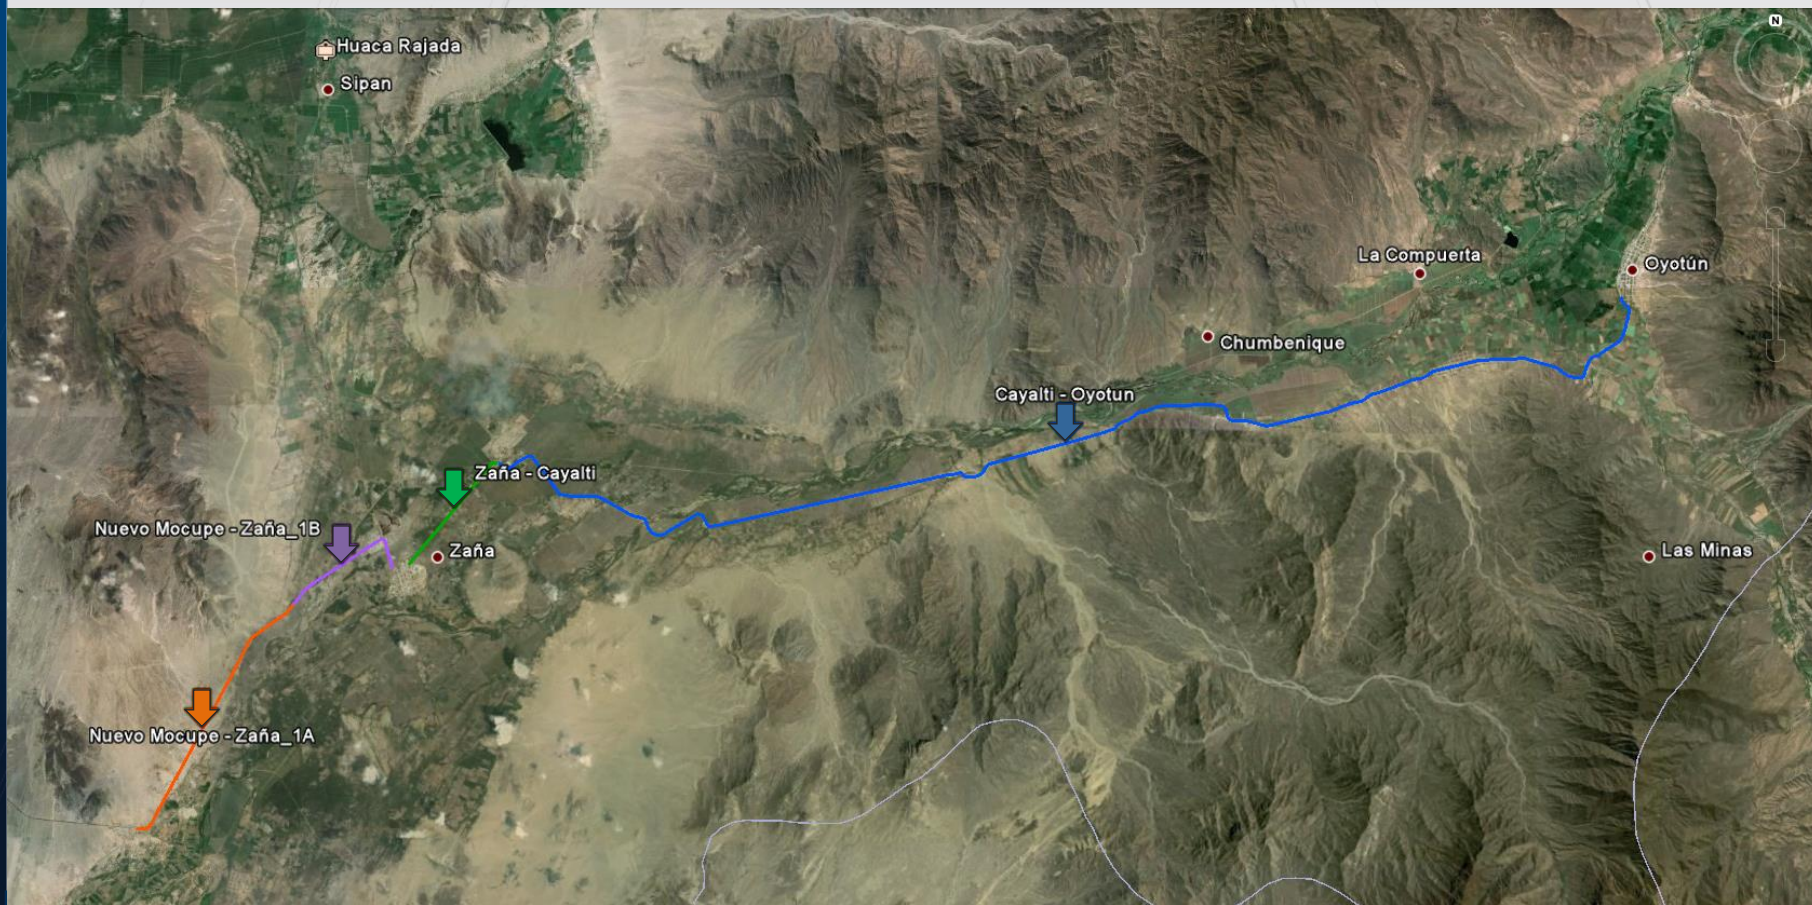 N
Huaca Rajada
Sipan
La Compuerta
Oyotún
Chumbenique
Cayalti - Oyotun
Zaña - Cayalti
Nuevo Mocupe - Zaña_1B
Zaña
Las Minas
Nuevo Mocupe - Zaña_1A